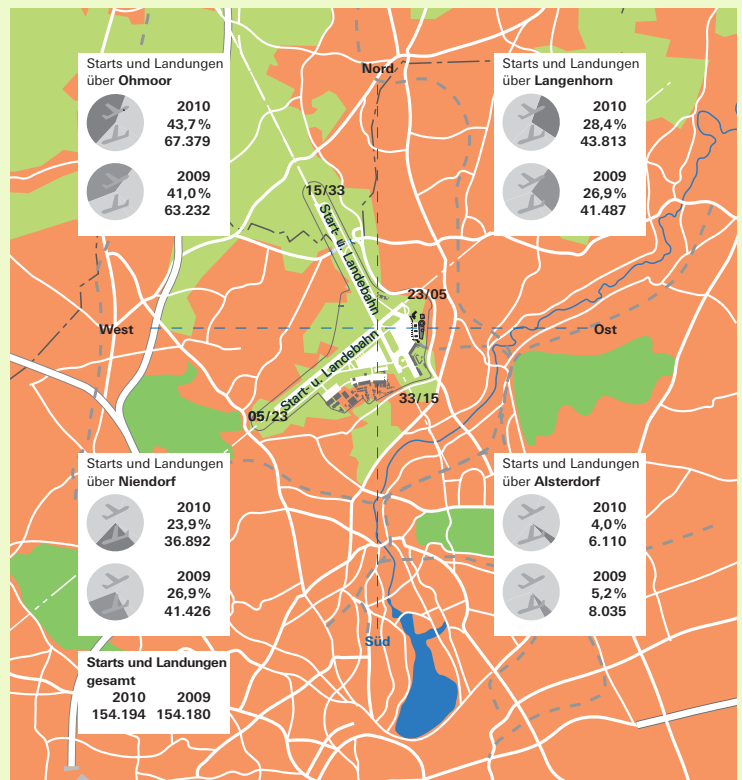 Starts und Landungen
über Ohmoor
2010
43,7 %
67.379
2009
41,0 %
63.232
Nord
Starts und Landungen
über Langenhorn
2010
28,4 %
43.813
2009
26,9 %
41.487
15/33
Start- u. Landebahn
23/05
West
Ost
Start- u. Landebahn
05/23
33/15
Starts und Landungen
über Niendorf
2010
23,9 %
36.892
2009
26,9 %
41.426
Starts und Landungen
über Alsterdorf
2010
4,0 %
6.110
2009
5,2 %
8.035
Süd
Starts und Landungen
gesamt
2010 2009
154.194 154.180